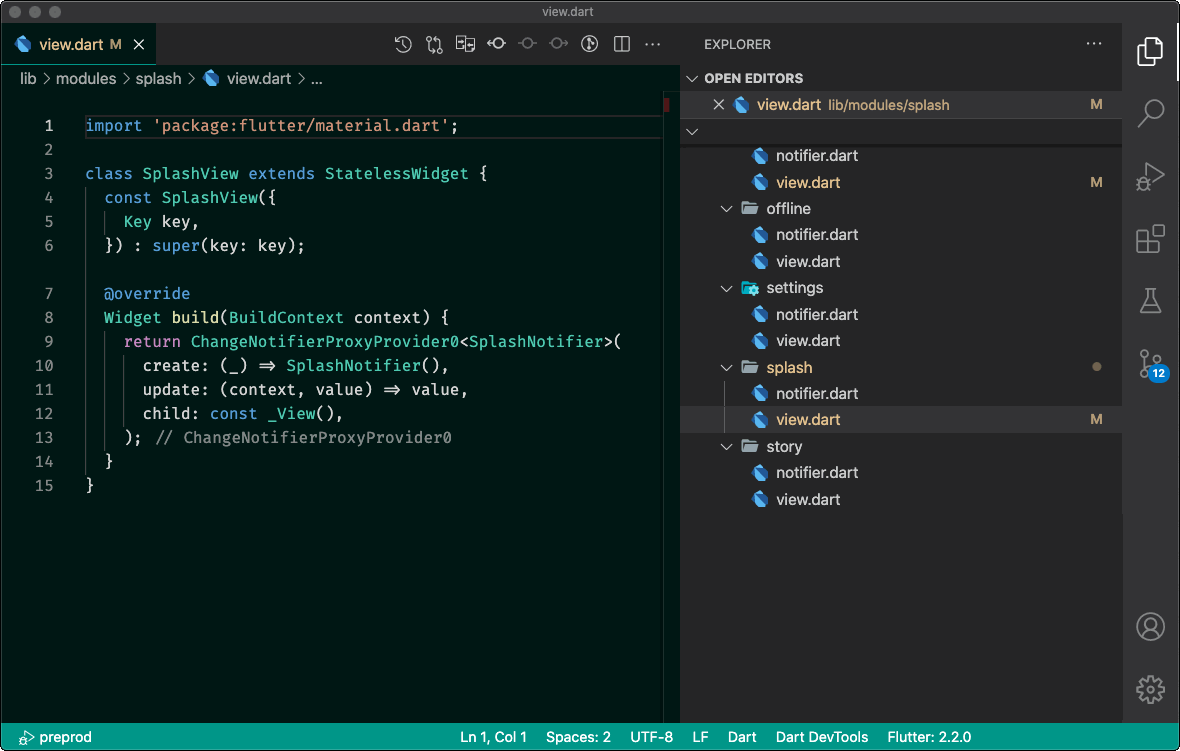 view.dart
view.dart M
lib > modules > splash > view.dart > ...
1 import 'package:flutter/material.dart';
2
3 class SplashView extends StatelessWidget {
4 const SplashView({
5 Key key,
6 }) : super(key: key);
7 @override
8 Widget build(BuildContext context) {
9 return ChangeNotifierProxyProvider0<SplashNotifier>(
10 create: (_) ⇒ SplashNotifier(),
11 update: (context, value) ⇒ value,
12 child: const _View(),
13 ); // ChangeNotifierProxyProvider0
14 }
15 }
EXPLORER
OPEN EDITORS
view.dart lib/modules/splash M
notifier.dart
view.dart M
offline
notifier.dart
view.dart
settings
notifier.dart
view.dart
splash
notifier.dart
view.dart M
story
notifier.dart
view.dart
12
preprod Ln 1, Col 1 Spaces: 2 UTF-8 LF Dart Dart DevTools Flutter: 2.2.0